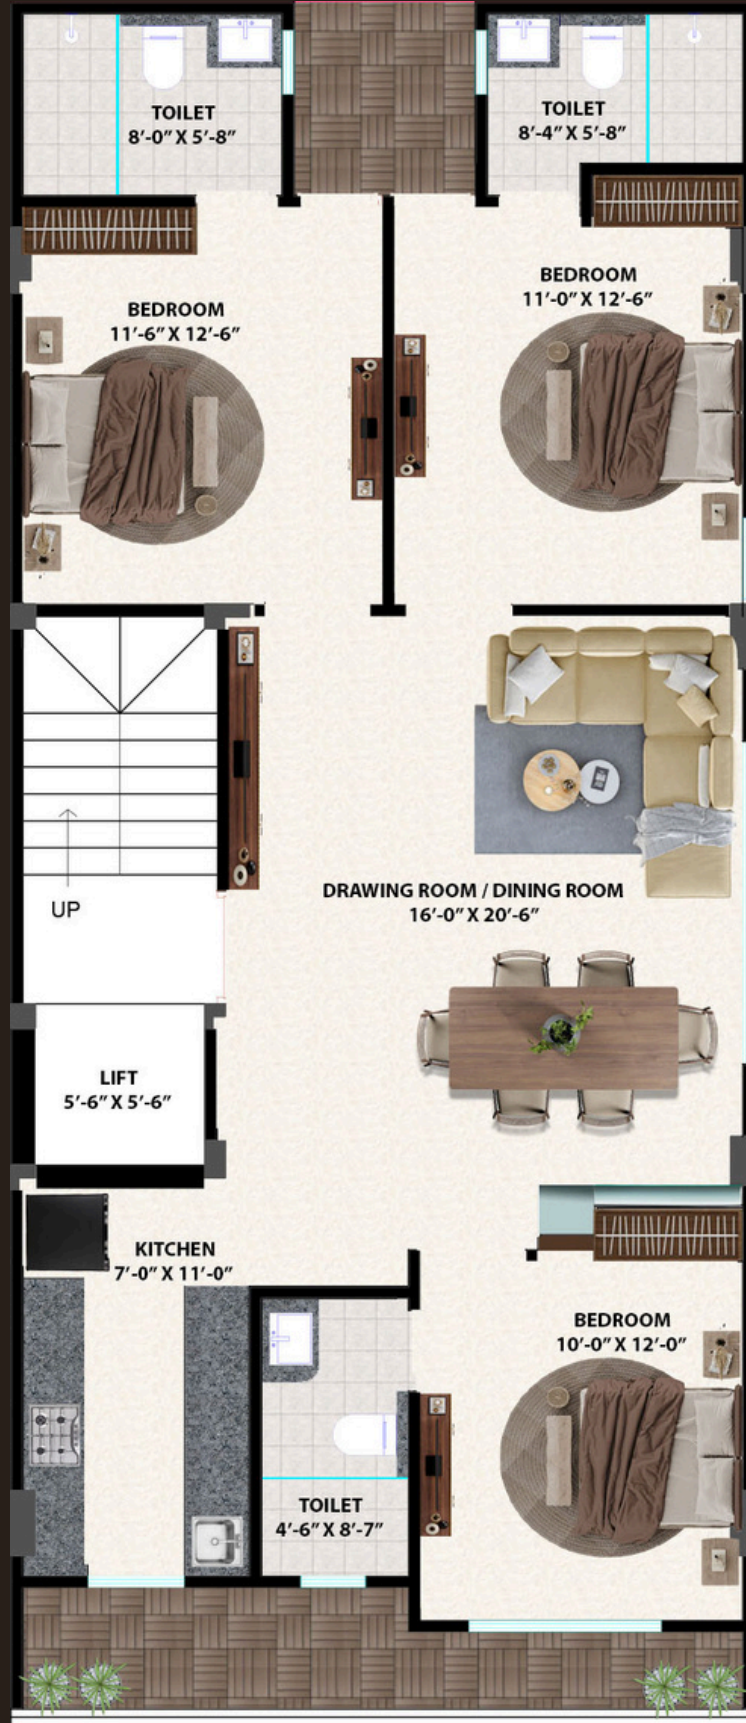 TOILET
8'-0" X 5'-8"
TOILET
8'-4" X 5'-8"
BEDROOM
11'-6" X 12'-6"
BEDROOM
11'-0" X 12'-6"
UP
DRAWING ROOM / DINING ROOM
16'-0" X 20'-6"
LIFT
5'-6" X 5'-6"
KITCHEN
7'-0" X 11'-0"
BEDROOM
10'-0" X 12'-0"
TOILET
4'-6" X 8'-7"